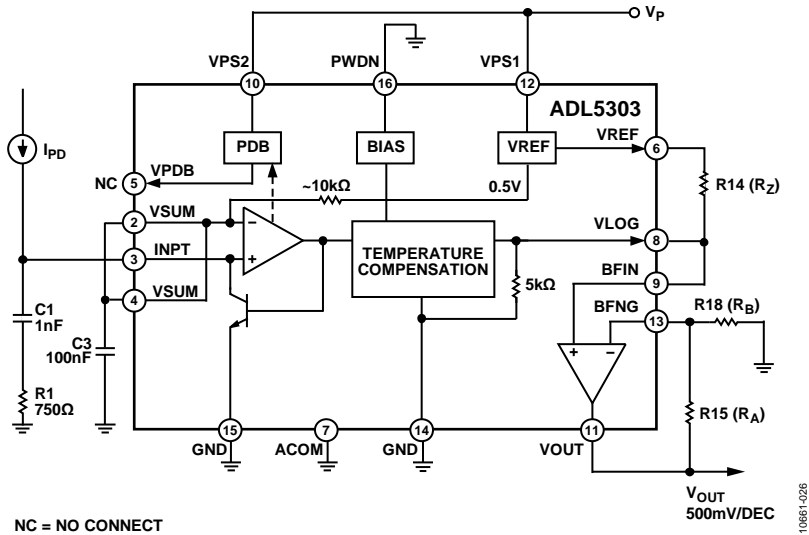 V_P
VPS2
PWDN
VPS1
10
16
12
ADL5303
PDB
BIAS
VREF
VREF
6
I_PD
NC
5
VPDB
~10kΩ
0.5V
R14 (R_Z)
2
VSUM
−
VLOG
8
3
INPT
+
TEMPERATURE
COMPENSATION
5kΩ
BFIN
9
4
VSUM
BFNG
13
R18 (R_B)
C1
1nF
C3
100nF
+ −
R1
750Ω
R15 (R_A)
15
7
14
11
GND
ACOM
GND
VOUT
V_OUT
500mV/DEC
NC = NO CONNECT
10661-026